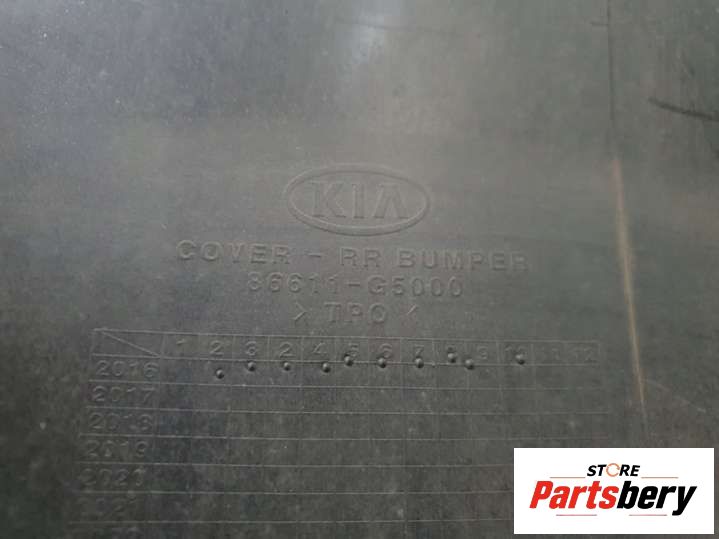 KIA
COVER - RR BUMPER
86611-G5000
> TPO <
1 2 3 2 4 5 6 7 8 9 10 11 12
2016
2017
2018
2019
2020
STORE
Partsbery